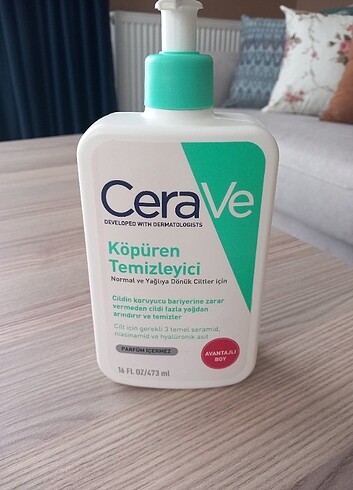 CeraVe
DEVELOPED WITH DERMATOLOGISTS
Köpüren
Temizleyici
Normal ve Yağlıya Dönük Ciltler için
Cildin koruyucu bariyerine zarar
vermeden cildi fazla yağdan
arındırır ve temizler
Cilt için gerekli 3 temel seramid,
niasinamid ve hyalüronik asit
PARFÜM İÇERMEZ
AVANTAJLI
BOY
16 FL OZ/473 ml